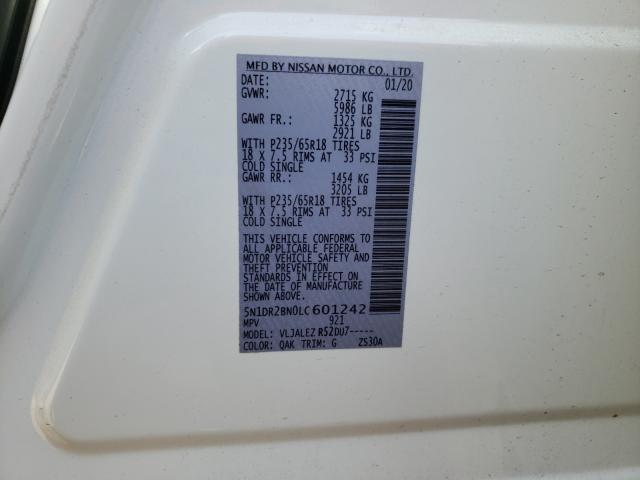 MFD BY NISSAN MOTOR CO., LTD.
DATE: 01/20
GVWR: 2715 KG
5986 LB
GAWR FR.: 1325 KG
2921 LB
WITH P235/65R18 TIRES
18 X 7.5 RIMS AT 33 PSI
COLD SINGLE
GAWR RR.: 1454 KG
3205 LB
WITH P235/65R18 TIRES
18 X 7.5 RIMS AT 33 PSI
COLD SINGLE
THIS VEHICLE CONFORMS TO
ALL APPLICABLE FEDERAL
MOTOR VEHICLE SAFETY AND
THEFT PREVENTION
STANDARDS IN EFFECT ON
THE DATE OF MANUFACTURE
SHOWN ABOVE.
5N1DR2BN0LC601242
MPV 921
MODEL: VLJALEZ R52DU7-----
COLOR: QAK TRIM: G ZS30A